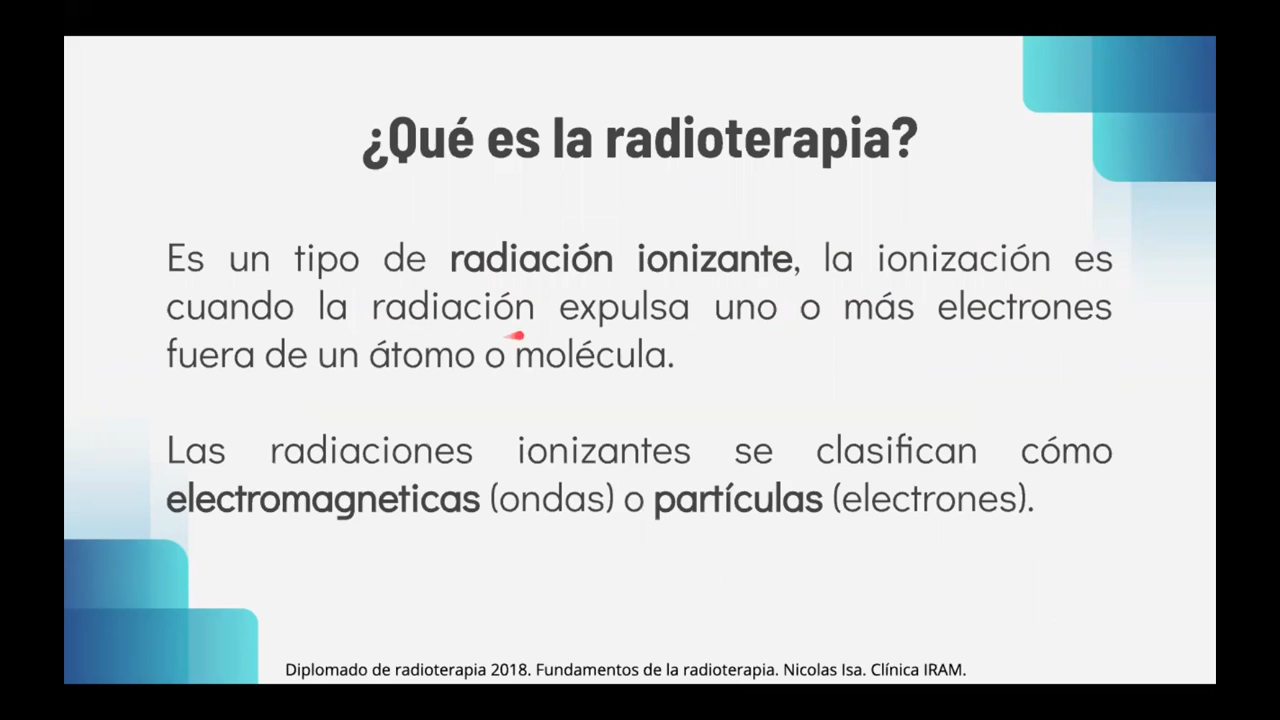 ¿Qué es la radioterapia?
Es un tipo de radiación ionizante, la ionización es
cuando la radiación expulsa uno o más electrones
fuera de un átomo o molécula.
Las radiaciones ionizantes se clasifican cómo
electromagneticas (ondas) o partículas (electrones).
Diplomado de radioterapia 2018. Fundamentos de la radioterapia. Nicolas Isa. Clínica IRAM.